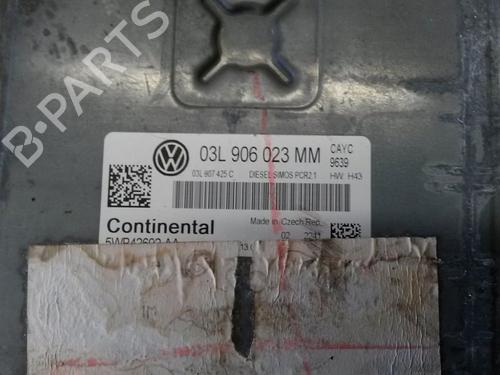 B-PARTS
03L 906 023 MM
CAYC
9639
03L 907 425 C DIESEL SIMOS PCR2.1 HW: H43
Continental
Made in Czech Rep.